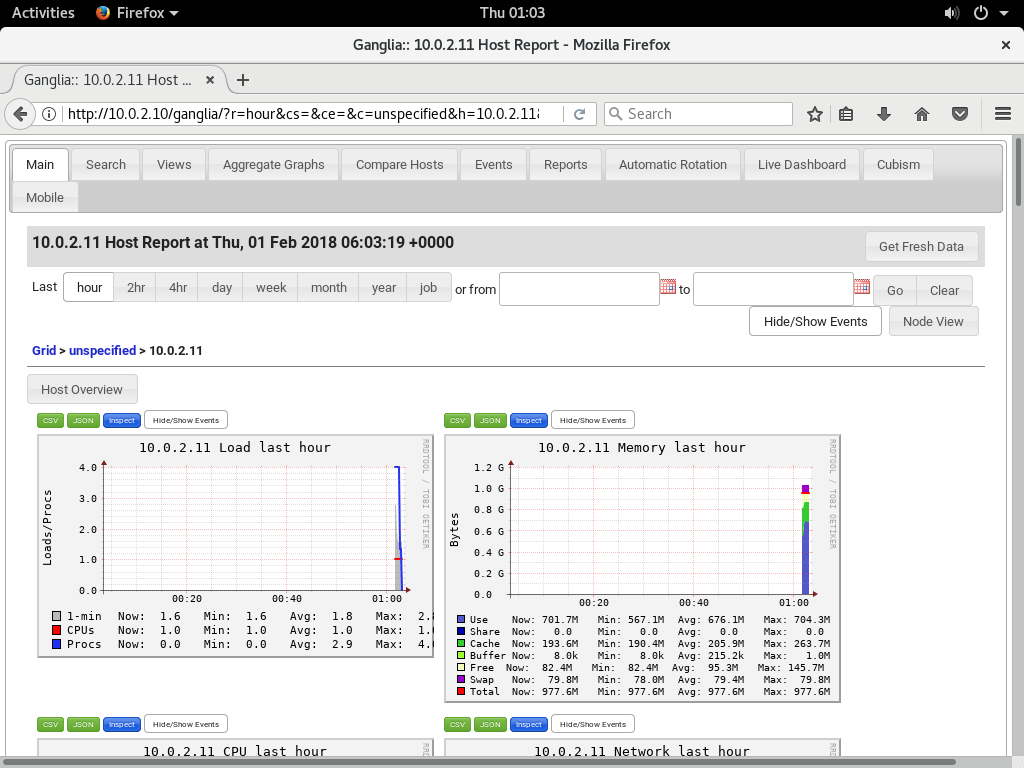 Activities Firefox Thu 01:03
Ganglia:: 10.0.2.11 Host Report - Mozilla Firefox
Ganglia:: 10.0.2.11 Host ...
http://10.0.2.10/ganglia/?r=hour&cs=&ce=&c=unspecified&h=10.0.2.11& Search
Main Search Views Aggregate Graphs Compare Hosts Events Reports Automatic Rotation Live Dashboard Cubism
Mobile
10.0.2.11 Host Report at Thu, 01 Feb 2018 06:03:19 +0000 Get Fresh Data
Last hour 2hr 4hr day week month year job or from to Go Clear
Hide/Show Events Node View
Grid > unspecified > 10.0.2.11
Host Overview
CSV JSON Inspect Hide/Show Events
10.0.2.11 Load last hour
RRDTOOL / TOBI OETIKER
Loads/Procs
4.0
3.0
2.0
1.0
0.0
00:20 00:40 01:00
1-min Now: 1.6 Min: 1.6 Avg: 1.8 Max: 2.8
CPUs Now: 1.0 Min: 1.0 Avg: 1.0 Max: 1.0
Procs Now: 0.0 Min: 0.0 Avg: 2.9 Max: 4.
CSV JSON Inspect Hide/Show Events
10.0.2.11 Memory last hour
RRDTOOL / TOBI OETIKER
Bytes
1.2 G
1.0 G
0.8 G
0.6 G
0.4 G
0.2 G
0.0
00:20 00:40 01:00
Use Now: 701.7M Min: 567.1M Avg: 676.1M Max: 704.3M
Share Now: 0.0 Min: 0.0 Avg: 0.0 Max: 0.0
Cache Now: 193.6M Min: 190.4M Avg: 205.9M Max: 263.7M
Buffer Now: 8.0k Min: 8.0k Avg: 215.2k Max: 1.0M
Free Now: 82.4M Min: 82.4M Avg: 95.3M Max: 145.7M
Swap Now: 79.8M Min: 78.0M Avg: 79.4M Max: 79.8M
Total Now: 977.6M Min: 977.6M Avg: 977.6M Max: 977.6M
CSV JSON Inspect Hide/Show Events
10.0.2.11 CPU last hour
CSV JSON Inspect Hide/Show Events
10.0.2.11 Network last hour